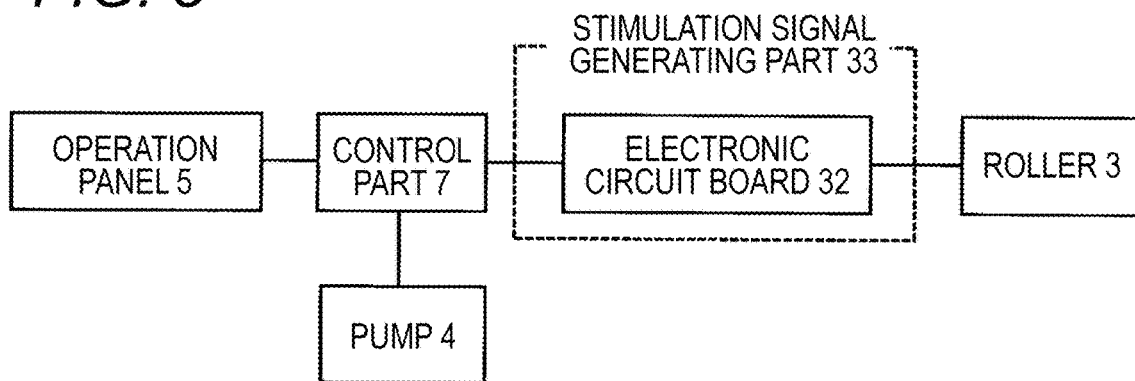 STIMULATION SIGNAL
GENERATING PART 33
OPERATION
PANEL 5
CONTROL
PART 7
ELECTRONIC
CIRCUIT BOARD 32
ROLLER 3
PUMP 4